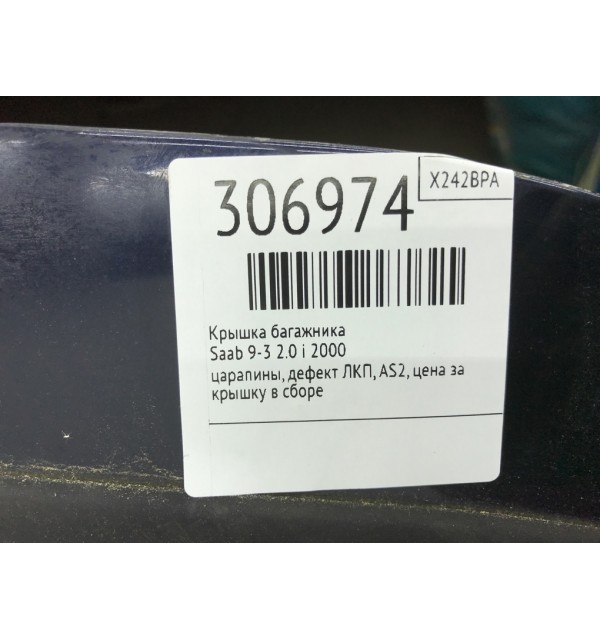 X242BPA
306974
Крышка багажника
Saab 9-3 2.0 i 2000
царапины, дефект ЛКП, AS2, цена за
крышку в сборе